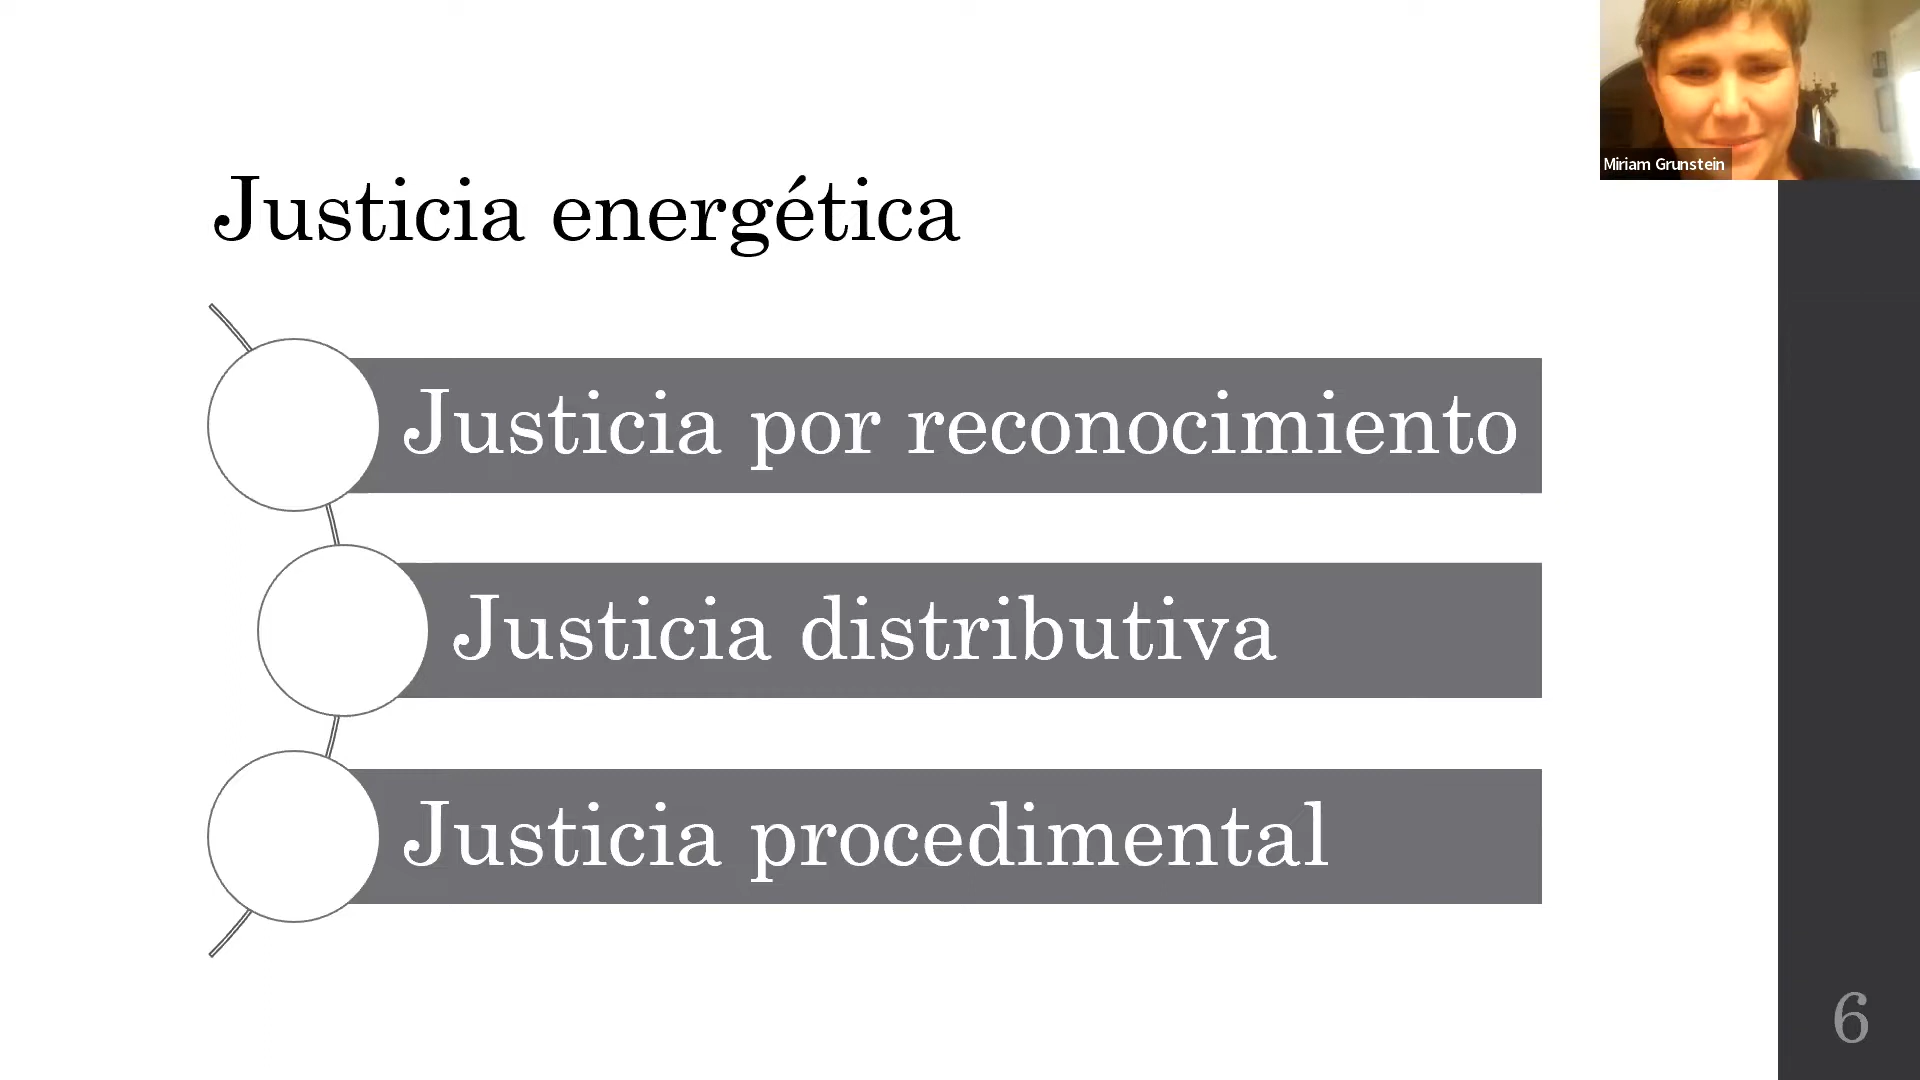 Miriam Grunstein
Justicia energética
Justicia por reconocimiento
Justicia distributiva
Justicia procedimental
6